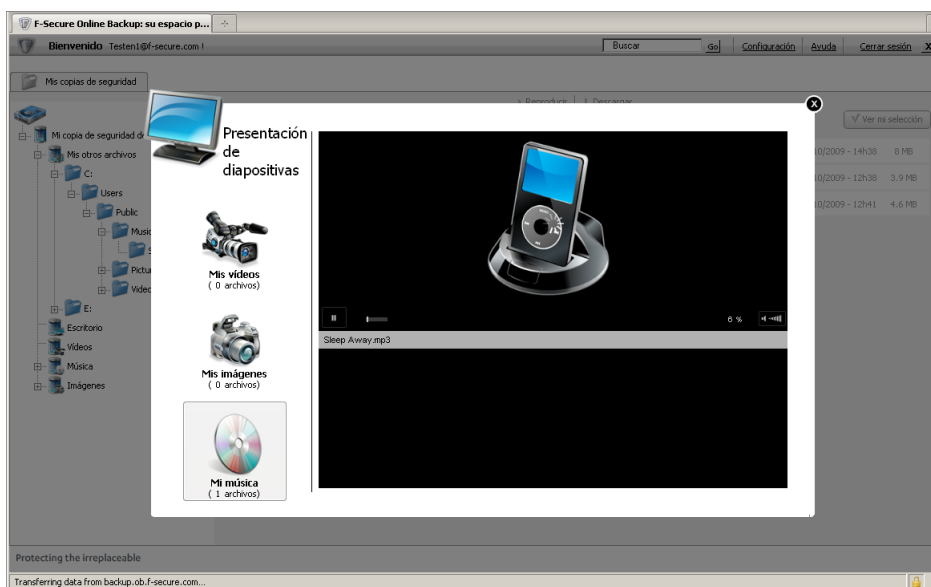 F-Secure Online Backup: su espacio p...
Bienvenido Testen1@f-secure.com !
Buscar
Go
Configuración
Ayuda
Cerrar sesión
X
Mis copias de seguridad
Reproducir
Descargar
Ver mi selección
Mi copia de seguridad d
Mis otros archivos
C:
Users
Public
Music
S
Pictu
Videc
E:
Escritorio
Vídeos
Música
Imágenes
10/2009 - 14h38 8 MB
10/2009 - 12h38 3.9 MB
10/2009 - 12h41 4.6 MB
Presentación
de
diapositivas
Mis vídeos
( 0 archivos)
Mis imágenes
( 0 archivos)
Mi música
( 1 archivos)
6 %
Sleep Away.mp3
Protecting the irreplaceable
Transferring data from backup.ob.f-secure.com...